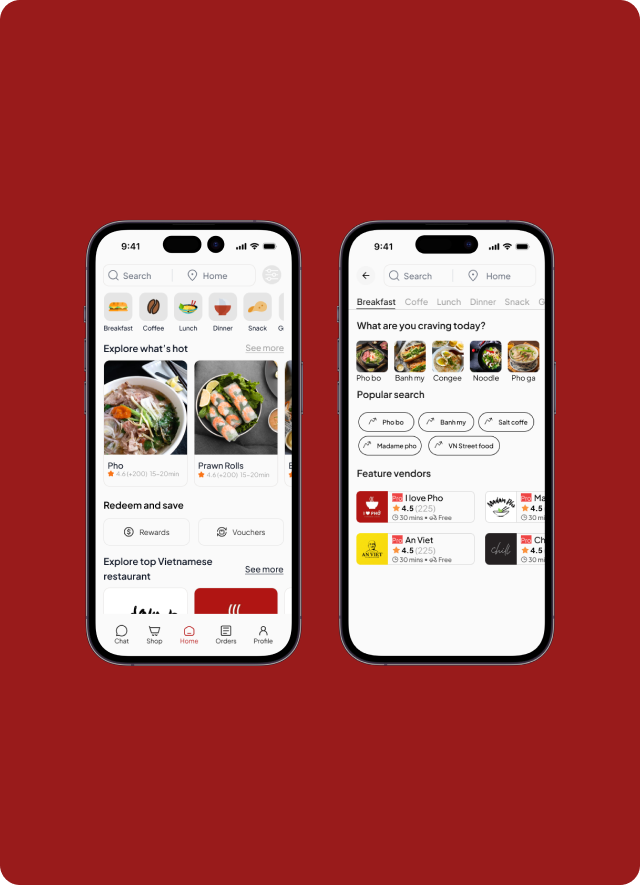 9:41
Search
Home
Breakfast
Coffee
Lunch
Dinner
Snack
G
Explore what's hot
See more
Pho
4.6 (+200) 15-20min
Prawn Rolls
4.6 (+200) 15-20min
Redeem and save
Rewards
Vouchers
Explore top Vietnamese
restaurant
See more
Chat
Shop
Home
Orders
Profile
9:41
Search
Home
Breakfast
Coffe
Lunch
Dinner
Snack
G
What are you craving today?
Pho bo
Banh my
Congee
Noodle
Pho ga
Popular search
Pho bo
Banh my
Salt coffe
Madame pho
VN Street food
Feature vendors
I PHỞ
Pro I love Pho
4.5 (225)
30 mins • Free
Pro Ma
4.5
30 min
AN VIET
Pro An Viet
4.5 (225)
30 mins • Free
Pro Ch
4.5
30 min